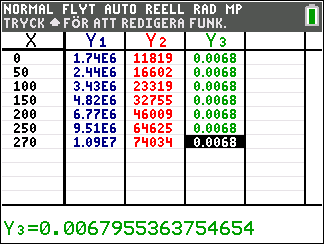 NORMAL FLYT AUTO REELL RAD MP
TRYCK ⬥FÖR ATT REDIGERA FUNK.
X Y1 Y2 Y3
0 1.74E6 11819 0.0068
50 2.44E6 16602 0.0068
100 3.43E6 23319 0.0068
150 4.82E6 32755 0.0068
200 6.77E6 46009 0.0068
250 9.51E6 64625 0.0068
270 1.09E7 74034 0.0068
Y3=0.0067955363754654